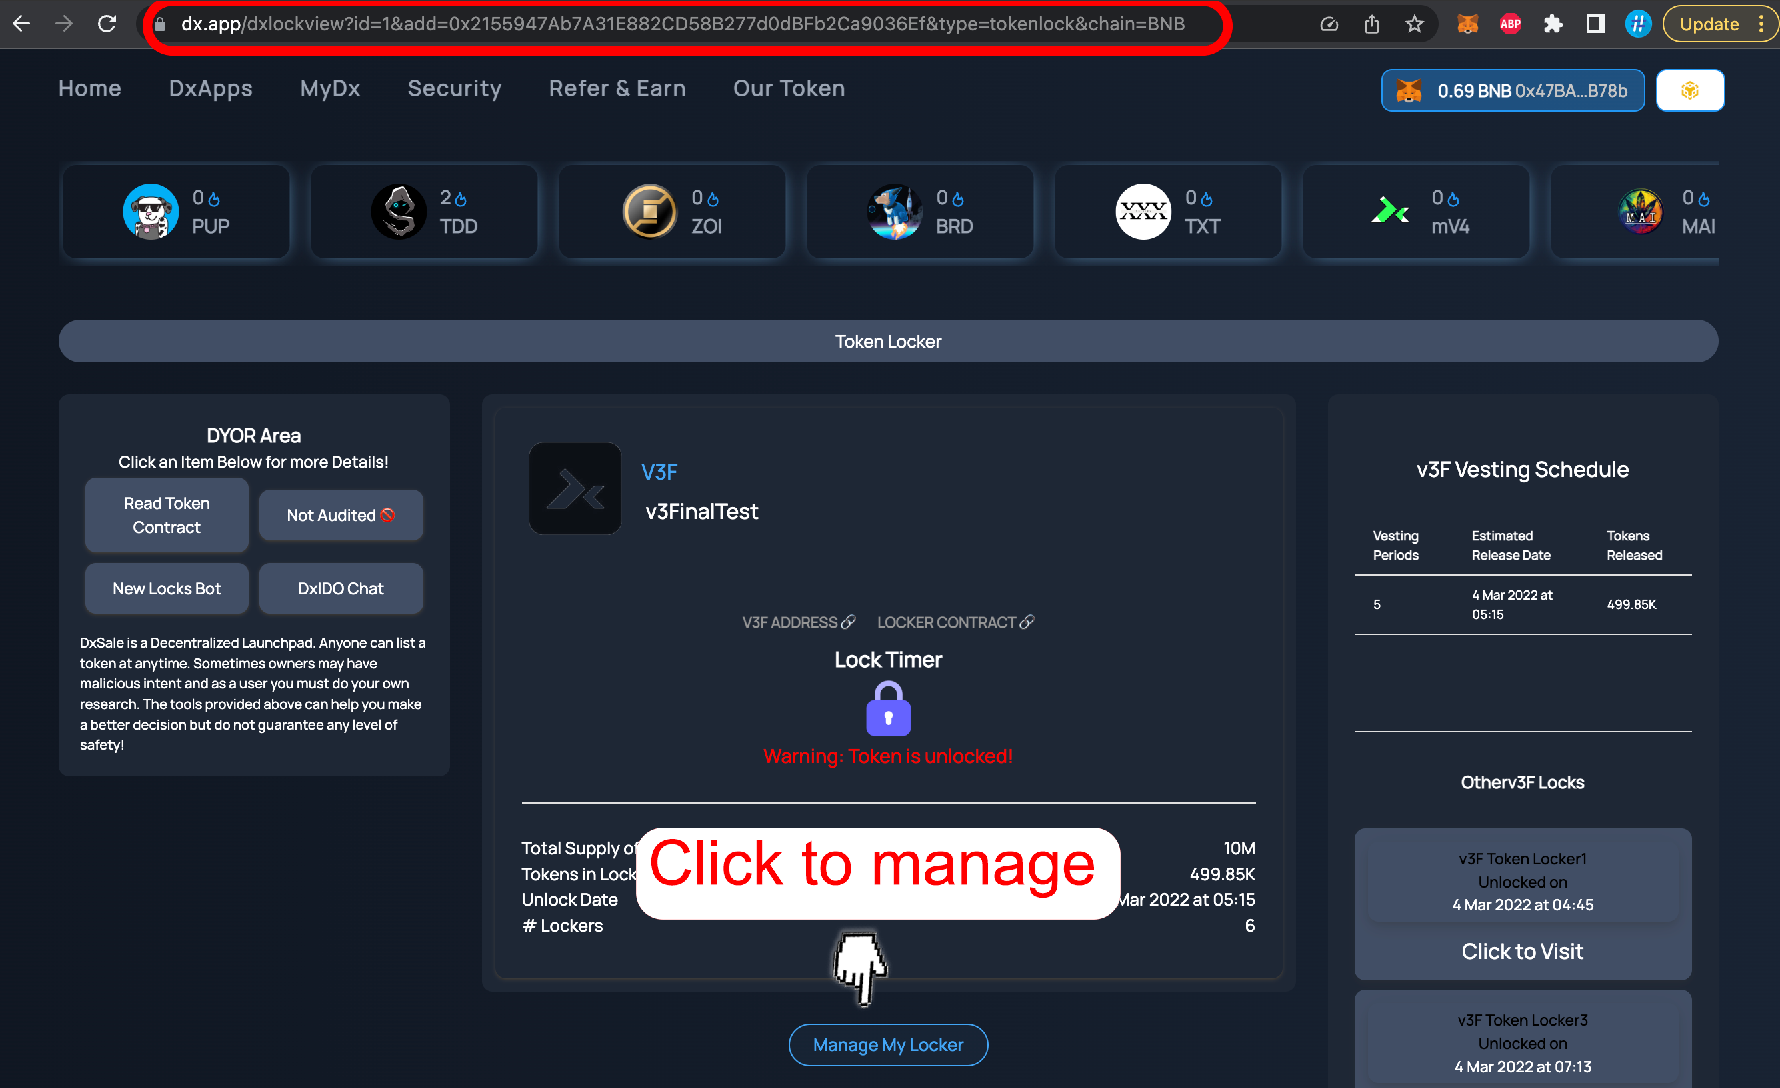 dx.app/dxlockview?id=1&add=0x2155947Ab7A31E882CD58B277d0dBFb2Ca9036Ef&type=tokenlock&chain=BNB
ABP
Update
Home DxApps MyDx Security Refer & Earn Our Token
0.69 BNB 0x47BA...B78b
0
PUP
2
TDD
0
ZOI
0
BRD
XXX
0
TXT
0
mV4
MAI
0
MAI
Token Locker
DYOR Area
Click an Item Below for more Details!
Read Token
Contract
Not Audited
New Locks Bot
DxIDO Chat
DxSale is a Decentralized Launchpad. Anyone can list a
token at anytime. Sometimes owners may have
malicious intent and as a user you must do your own
research. The tools provided above can help you make
a better decision but do not guarantee any level of
safety!
V3F
v3FinalTest
V3F ADDRESS LOCKER CONTRACT
Lock Timer
Warning: Token is unlocked!
Total Supply of 10M
Tokens in Lock 499.85K
Unlock Date Mar 2022 at 05:15
# Lockers 6
Click to manage
Manage My Locker
v3F Vesting Schedule
Vesting
Periods
Estimated
Release Date
Tokens
Released
5
4 Mar 2022 at
05:15
499.85K
Otherv3F Locks
v3F Token Locker1
Unlocked on
4 Mar 2022 at 04:45
Click to Visit
v3F Token Locker3
Unlocked on
4 Mar 2022 at 07:13